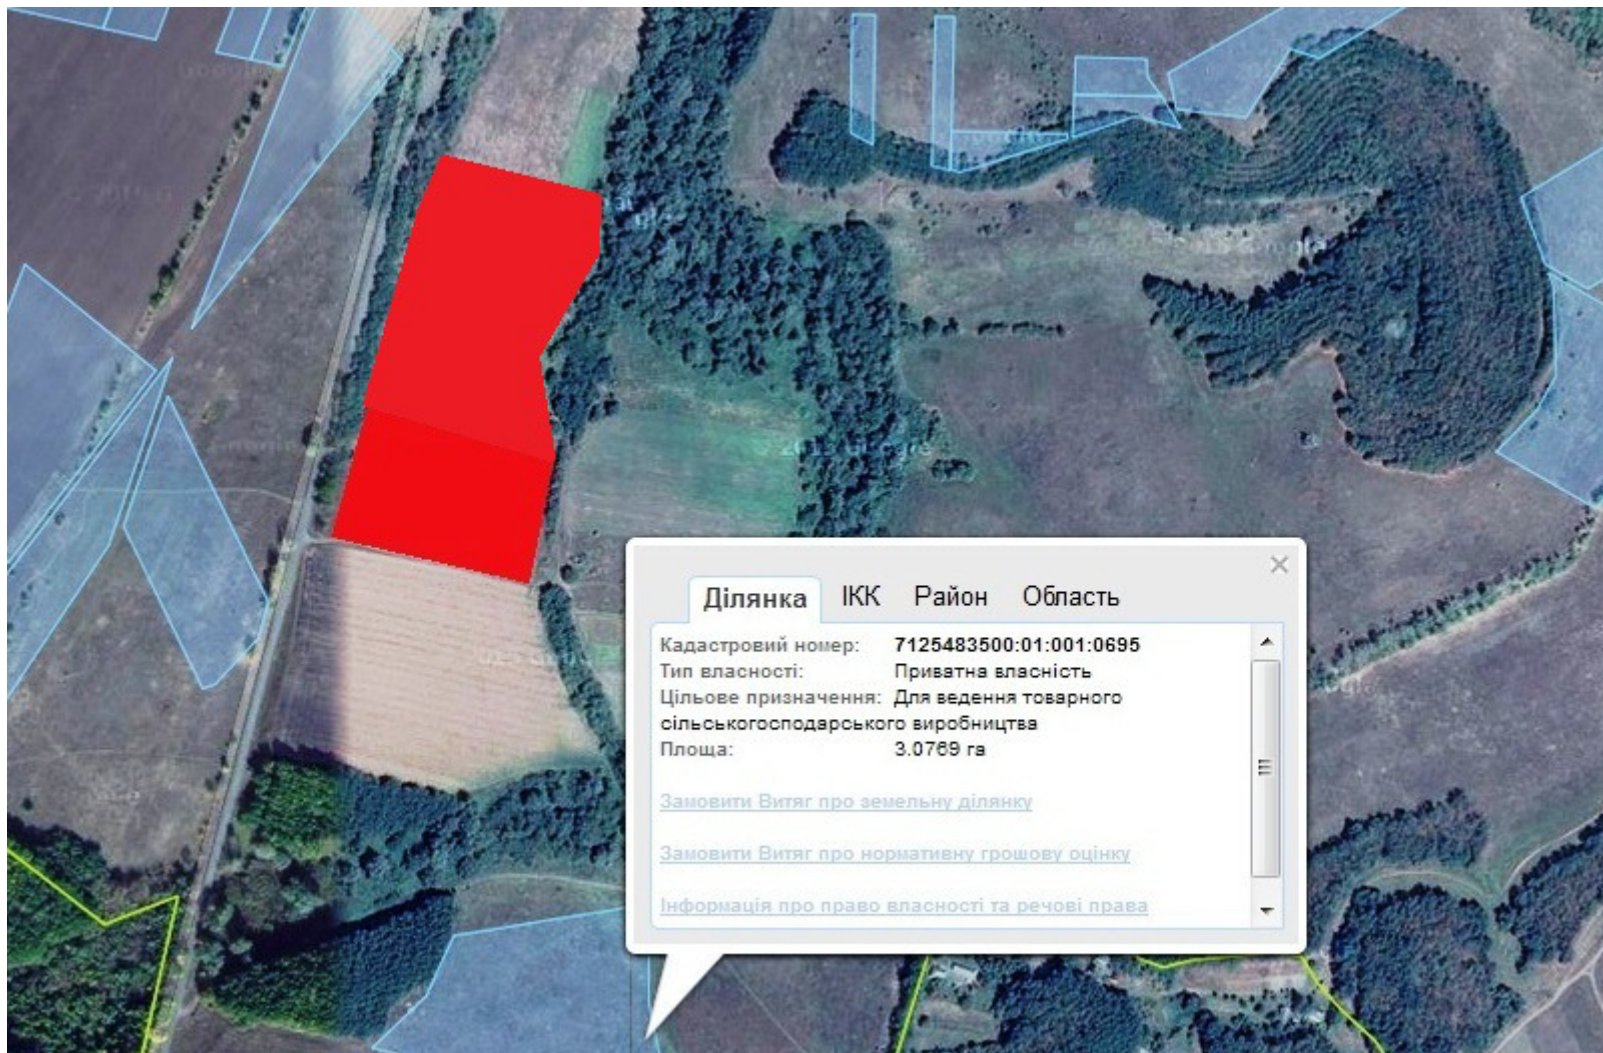 Ділянка ІКК Район Область
Кадастровий номер: 7125483500:01:001:0695
Тип власності: Приватна власність
Цільове призначення: Для ведення товарного
сільськогосподарського виробництва
Площа: 3.0769 га
Замовити Витяг про земельну ділянку
Замовити Витяг про нормативну грошову оцінку
Інформація про право власності та речові права